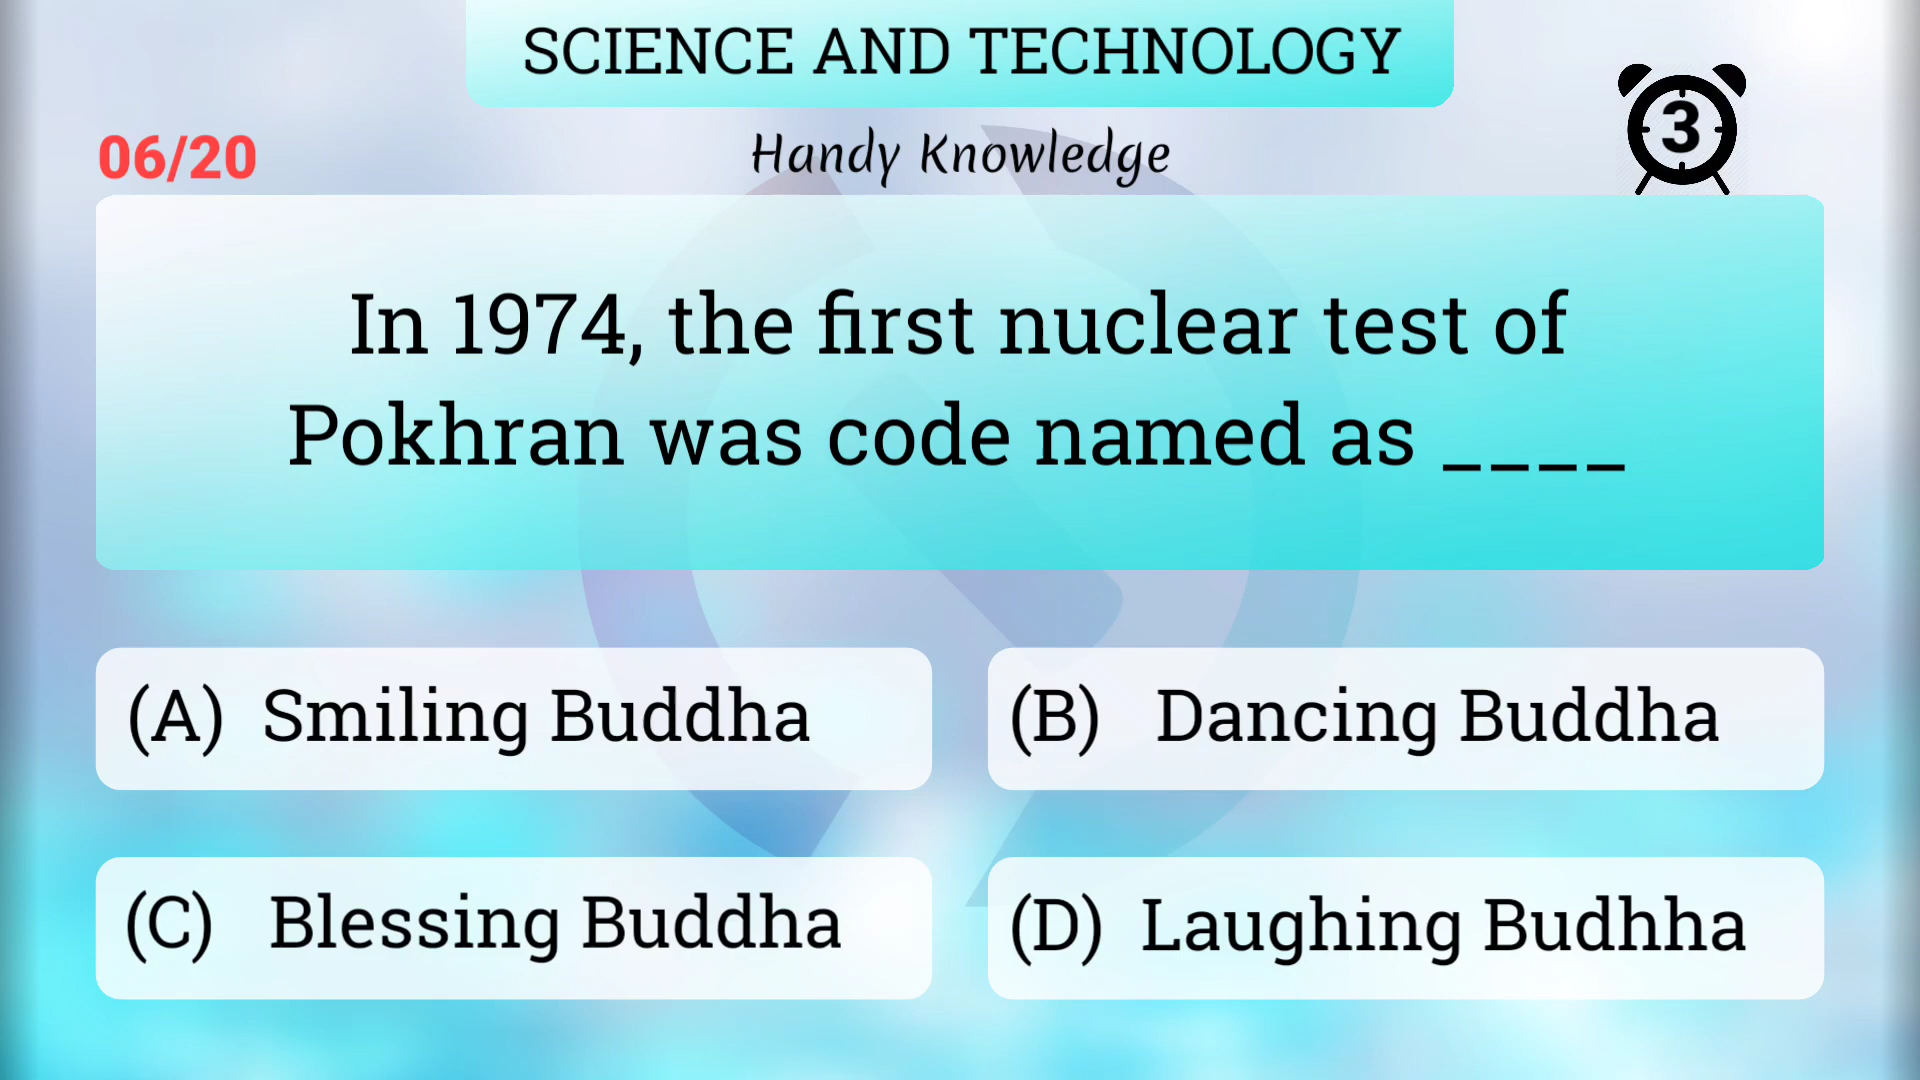 SCIENCE AND TECHNOLOGY
06/20
Handy Knowledge
3
In 1974, the first nuclear test of
Pokhran was code named as ____
(A) Smiling Buddha
(B) Dancing Buddha
(C) Blessing Buddha
(D) Laughing Budhha